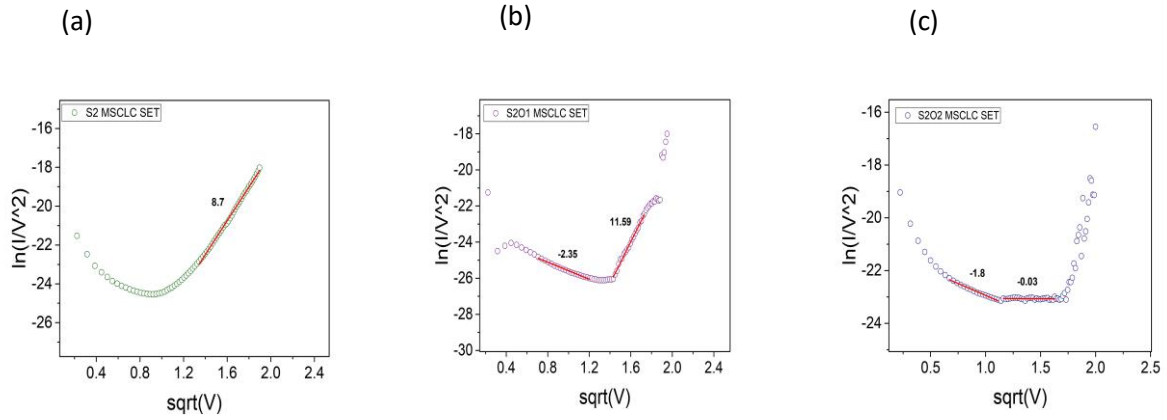 (a)
(b)
(c)
S2 MSCLC SET
-16
-18
-20
-22
-24
-26
8.7
ln(I/V^2)
0.4 0.8 1.2 1.6 2.0 2.4
sqrt(V)
S2O1 MSCLC SET
-18
-20
-22
-24
-26
-28
-30
11.59
-2.35
ln(I/V^2)
0.4 0.8 1.2 1.6 2.0 2.4
sqrt(V)
S2O2 MSCLC SET
-16
-18
-20
-22
-24
-1.8
-0.03
ln(I/V^2)
0.5 1.0 1.5 2.0 2.5
sqrt(V)